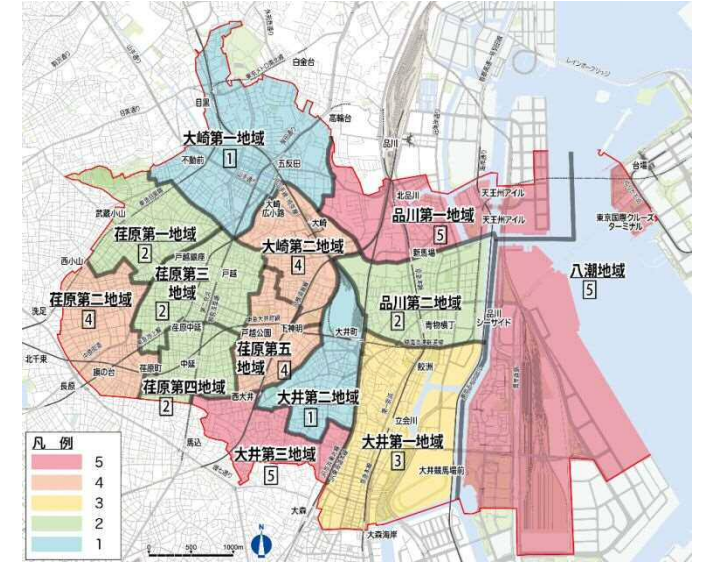 白金台
目黒
高輪台
レインボーブリッジ
大崎第一地域
1
不動前
五反田
品川
台場
武蔵小山
大崎広小路
大崎
北品川
天王州アイル
品川第一地域
5
天王州アイル
東京国際クルーズ
ターミナル
荏原第一地域
2
戸越銀座
大崎第二地域
4
新馬場
八潮地域
5
西小山
荏原第三
地域
2
戸越
荏原第二地域
4
洗足
品川第二地域
2
青物横丁
品川
シーサイド
荏原中延
戸越公園
下神明
大井町
北千束
旗の台
荏原町
中延
荏原第五
地域
4
鮫洲
長原
荏原第四地域
2
西大井
大井第二地域
1
立会川
馬込
大井第三地域
5
大井第一地域
3
大井競馬場前
大森
大森海岸
凡 例
5
4
3
2
1
0
500
1000m
N